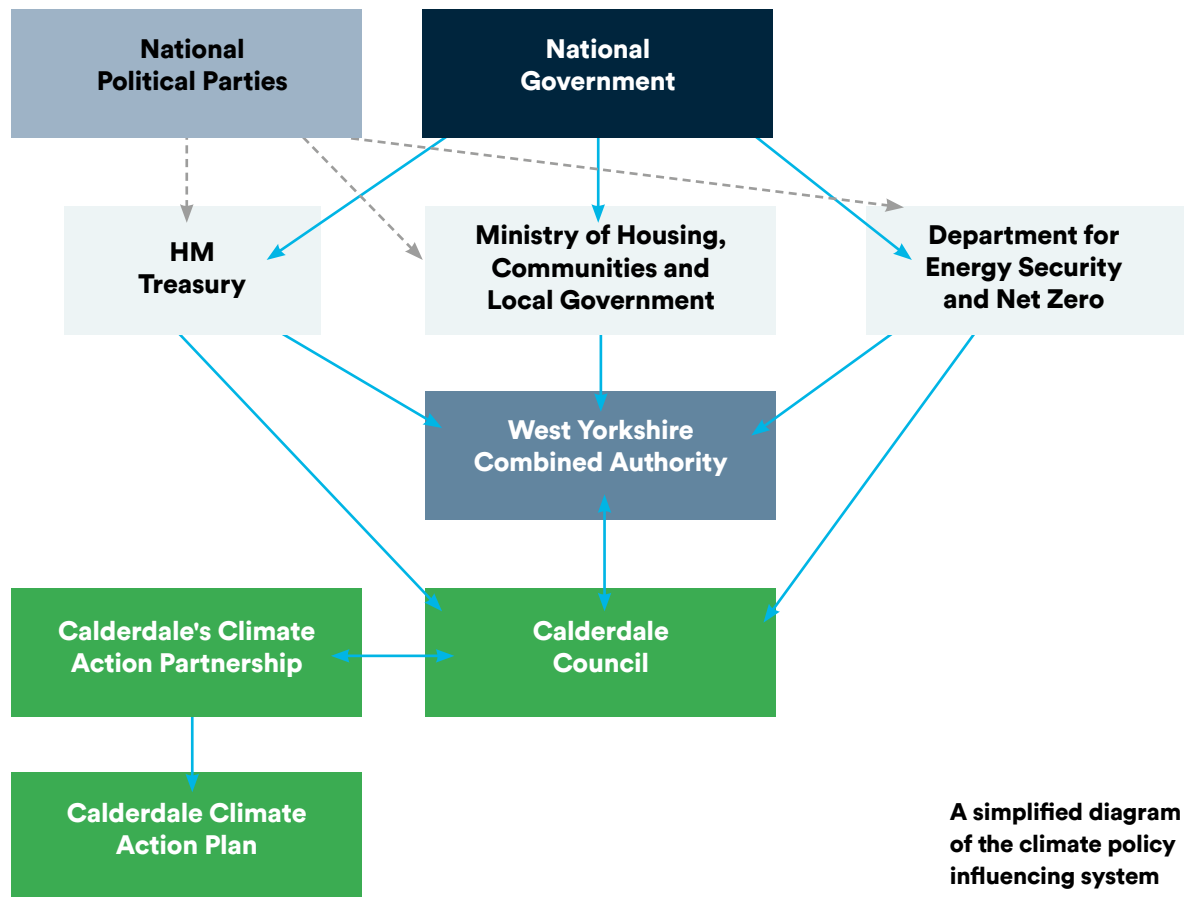 National
Political Parties
National
Government
HM
Treasury
Ministry of Housing,
Communities and
Local Government
Department for
Energy Security
and Net Zero
West Yorkshire
Combined Authority
Calderdale's Climate
Action Partnership
Calderdale
Council
Calderdale Climate
Action Plan
A simplified diagram
of the climate policy
influencing system